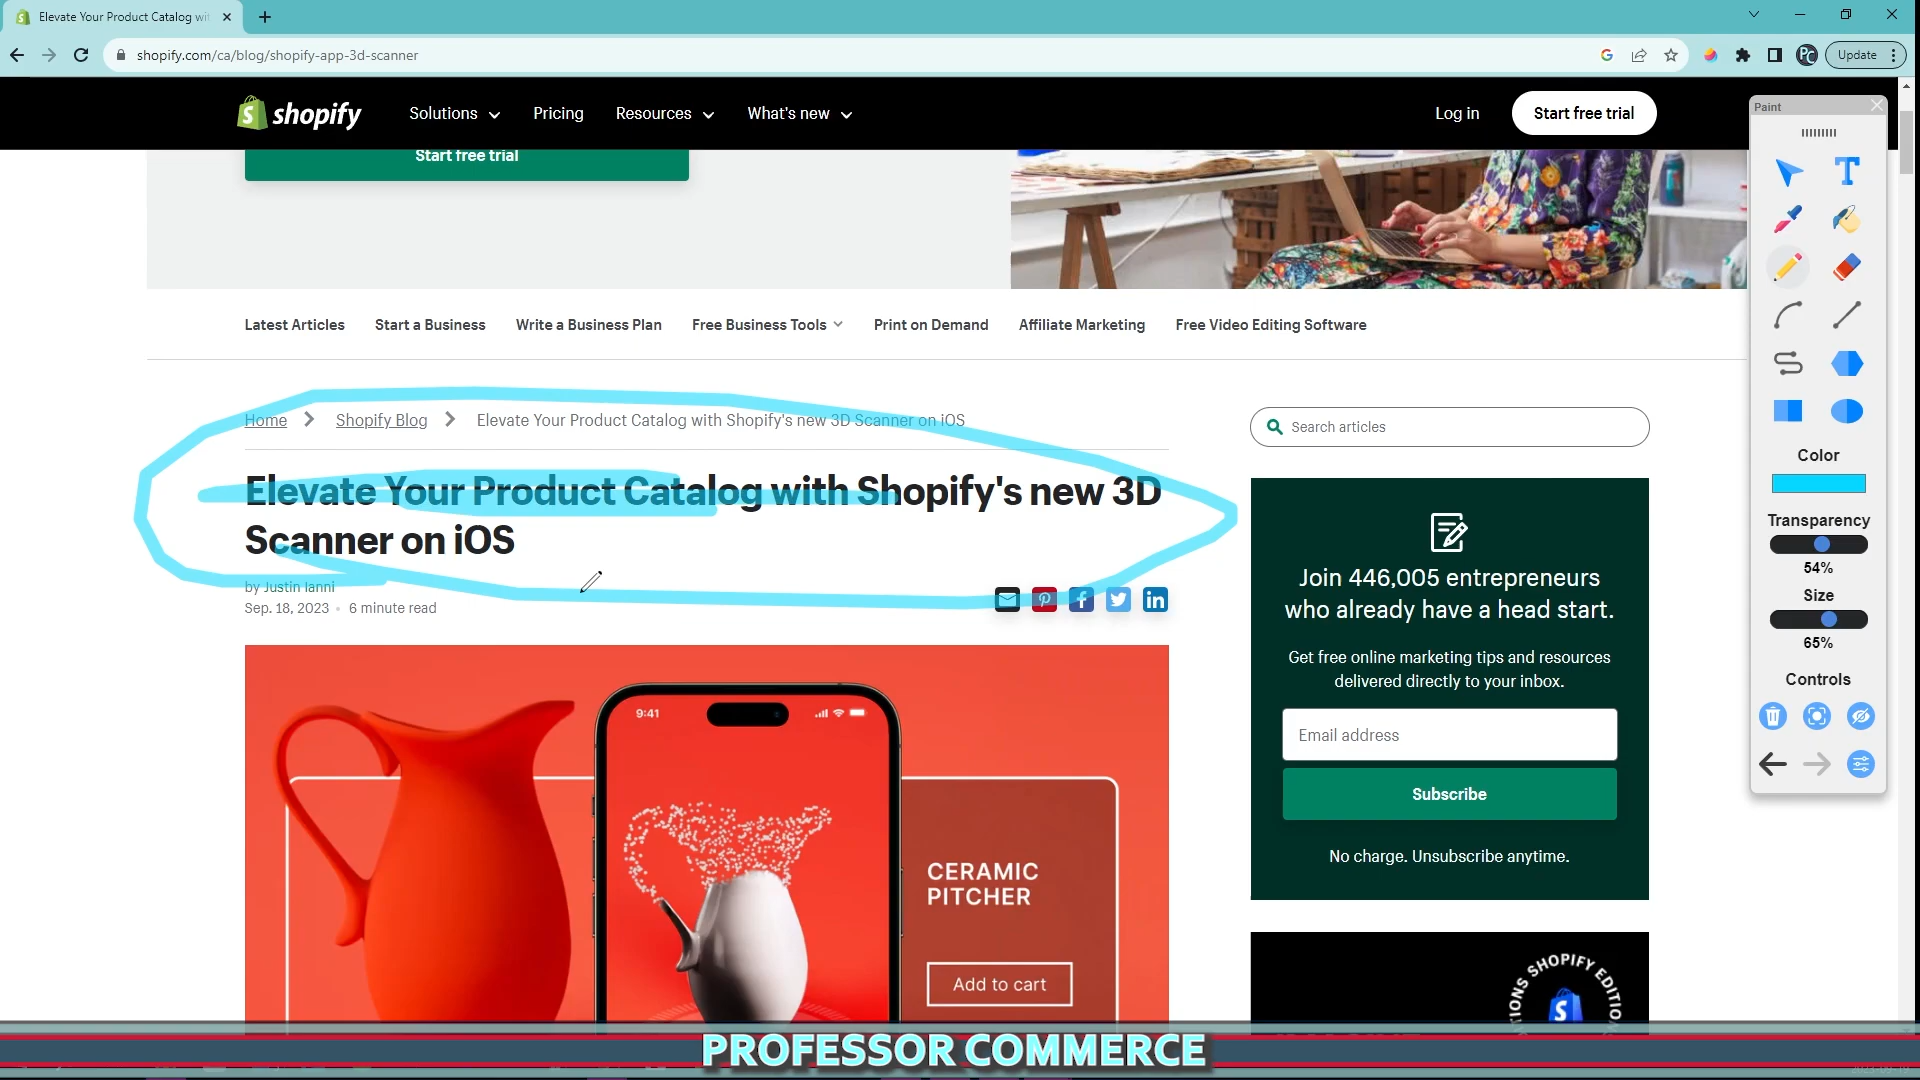 Elevate Your Product Catalog wit
shopify.com/ca/blog/shopify-app-3d-scanner
Update
shopify
Solutions
Pricing
Resources
What's new
Log in
Start free trial
Start free trial
Latest Articles
Start a Business
Write a Business Plan
Free Business Tools
Print on Demand
Affiliate Marketing
Free Video Editing Software
Home
Shopify Blog
Elevate Your Product Catalog with Shopify's new 3D Scanner on iOS
Elevate Your Product Catalog with Shopify's new 3D
Scanner on iOS
by Justin Ianni
Sep. 18, 2023 • 6 minute read
9:41
CERAMIC
PITCHER
Add to cart
Search articles
Join 446,005 entrepreneurs
who already have a head start.
Get free online marketing tips and resources
delivered directly to your inbox.
Email address
Subscribe
No charge. Unsubscribe anytime.
SHOPIFY
Paint
Color
Transparency
54%
Size
65%
Controls
PROFESSOR COMMERCE